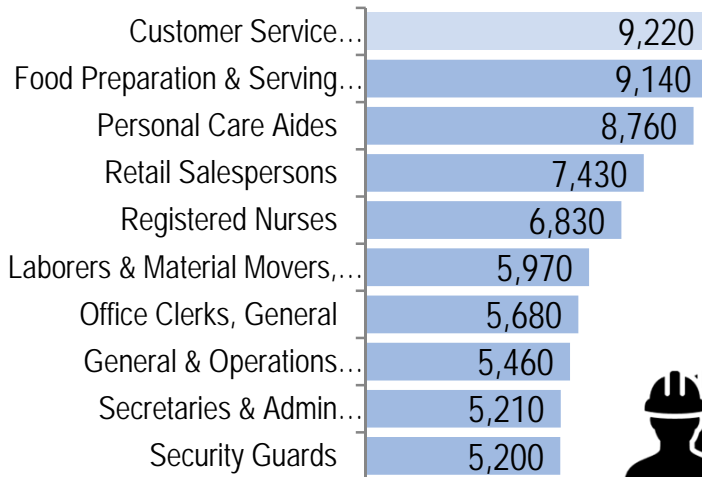 Customer Service… 9,220
Food Preparation & Serving… 9,140
Personal Care Aides 8,760
Retail Salespersons 7,430
Registered Nurses 6,830
Laborers & Material Movers,… 5,970
Office Clerks, General 5,680
General & Operations… 5,460
Secretaries & Admin… 5,210
Security Guards 5,200